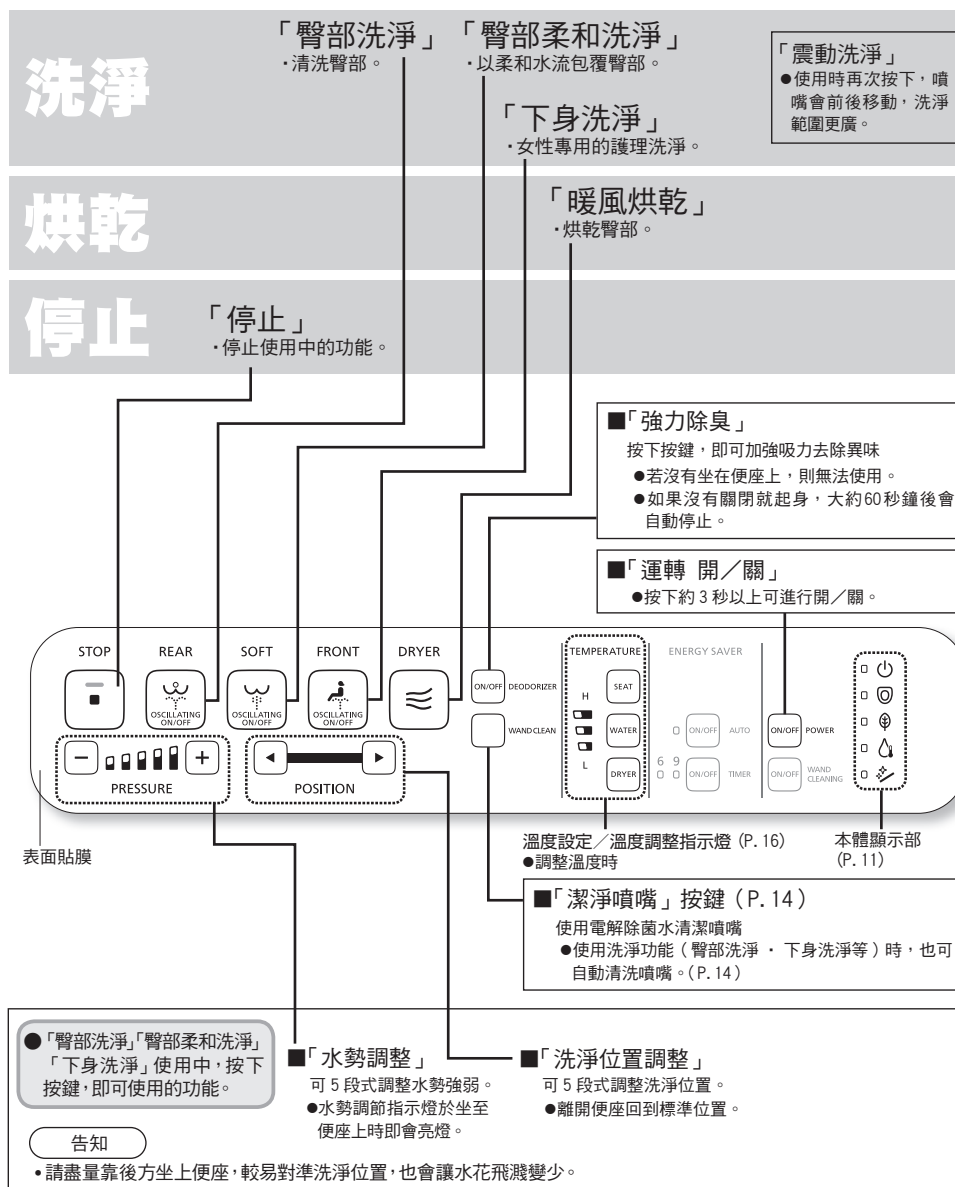 洗淨
「臀部洗淨」
・清洗臀部。
「臀部柔和洗淨」
・以柔和水流包覆臀部。
「下身洗淨」
・女性專用的護理洗淨。
「震動洗淨」
●使用時再次按下，噴
嘴會前後移動，洗淨
範圍更廣。
烘乾
「暖風烘乾」
・烘乾臀部。
停止
「停止」
・停止使用中的功能。
■「強力除臭」
按下按鍵，即可加強吸力去除異味
●若沒有坐在便座上，則無法使用。
●如果沒有關閉就起身，大約60秒鐘後會
自動停止。
■「運轉 開／關」
●按下約3秒以上可進行開／關。
STOP
REAR
OSCILLATING
ON/OFF
SOFT
OSCILLATING
ON/OFF
FRONT
OSCILLATING
ON/OFF
DRYER
ON/OFF DEODORIZER
WAND CLEAN
TEMPERATURE
H
L
SEAT
WATER
DRYER
ENERGY SAVER
ON/OFF AUTO
6 9
ON/OFF TIMER
ON/OFF POWER
ON/OFF WAND
CLEANING
− +
PRESSURE
◀ ▶
POSITION
表面貼膜
溫度設定／溫度調整指示燈 (P.16)
●調整溫度時
本體顯示部
(P.11)
■「潔淨噴嘴」按鍵（P.14）
使用電解除菌水清潔噴嘴
●使用洗淨功能（臀部洗淨 ・ 下身洗淨等）時，也可
自動清洗噴嘴。(P.14)
●「臀部洗淨」「臀部柔和洗淨」
「下身洗淨」使用中，按下
按鍵，即可使用的功能。
■「水勢調整」
可5段式調整水勢強弱。
●水勢調節指示燈於坐至
便座上時即會亮燈。
■「洗淨位置調整」
可5段式調整洗淨位置。
●離開便座回到標準位置。
告知
•請盡量靠後方坐上便座，較易對準洗淨位置，也會讓水花飛濺變少。